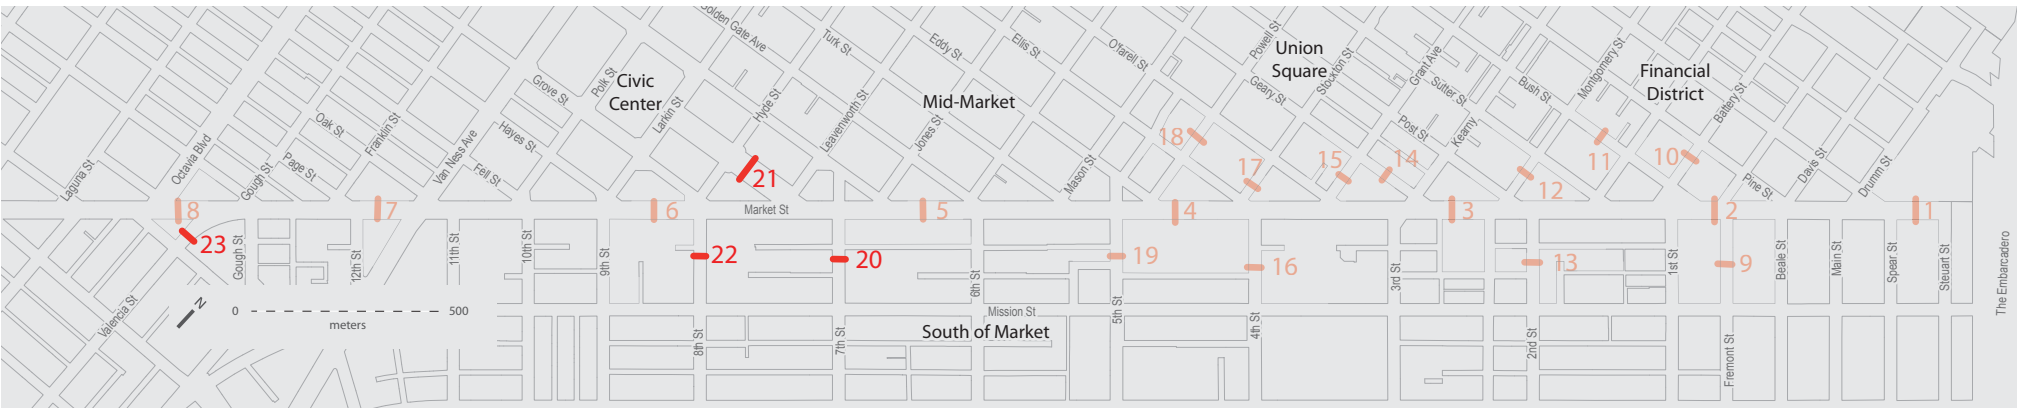 Golden Gate Ave
Turk St
Eddy St
Ellis St
O'farell St
Powell St
Union
Square
Stockton St
Grant Ave
Montgomery St
Financial
District
Civic
Center
Polk St
Grove St
Larkin St
Hyde St
Leavenworth St
Mid-Market
Jones St
Geary St
Sutter St
Bush St
Battery St
Oak St
Franklin St
Hayes St
Post St
Kearny
Octavia Blvd
Page St
Van Ness Ave
Fell St
Laguna St
Gough St
Mason St
Pine St
Davis St
Drumm St
18
17
15
14
12
11
10
21
8
7
6
Market St
5
4
3
2
1
23
22
20
19
16
13
9
Gough St
12th St
11th St
10th St
9th St
6th St
3rd St
1st St
Beale St
Main St
Spear St
Steuart St
The Embarcadero
Valencia St
N
0
500
meters
Mission St
South of Market
8th St
7th St
5th St
4th St
2nd St
Fremont St